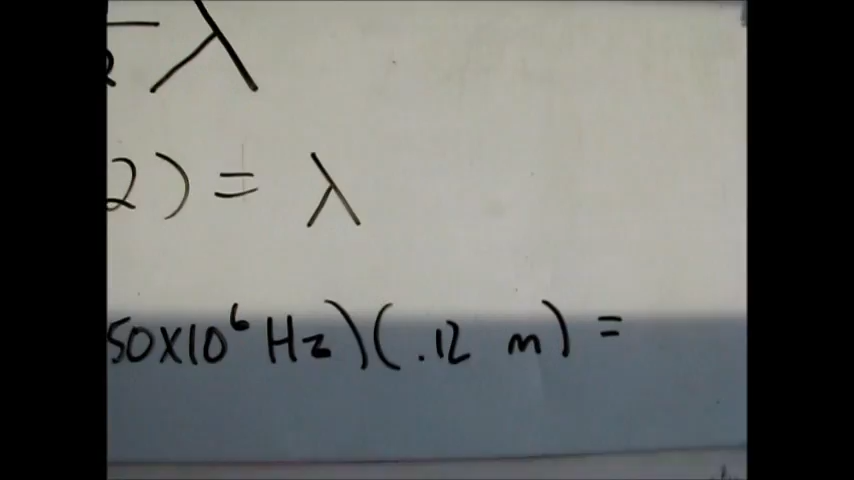 λ
2) = λ
50x10⁶ Hz)(.12 m) =